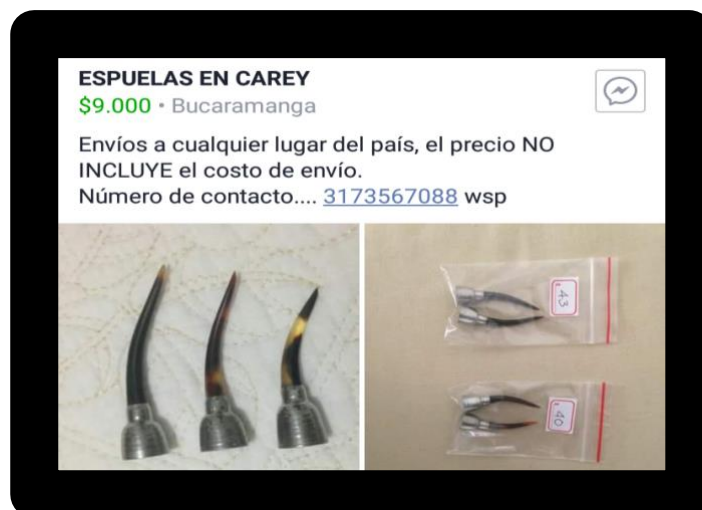 ESPUELAS EN CAREY
$9.000 • Bucaramanga
Envíos a cualquier lugar del país, el precio NO
INCLUYE el costo de envío.
Número de contacto.... 3173567088 wsp
43
40